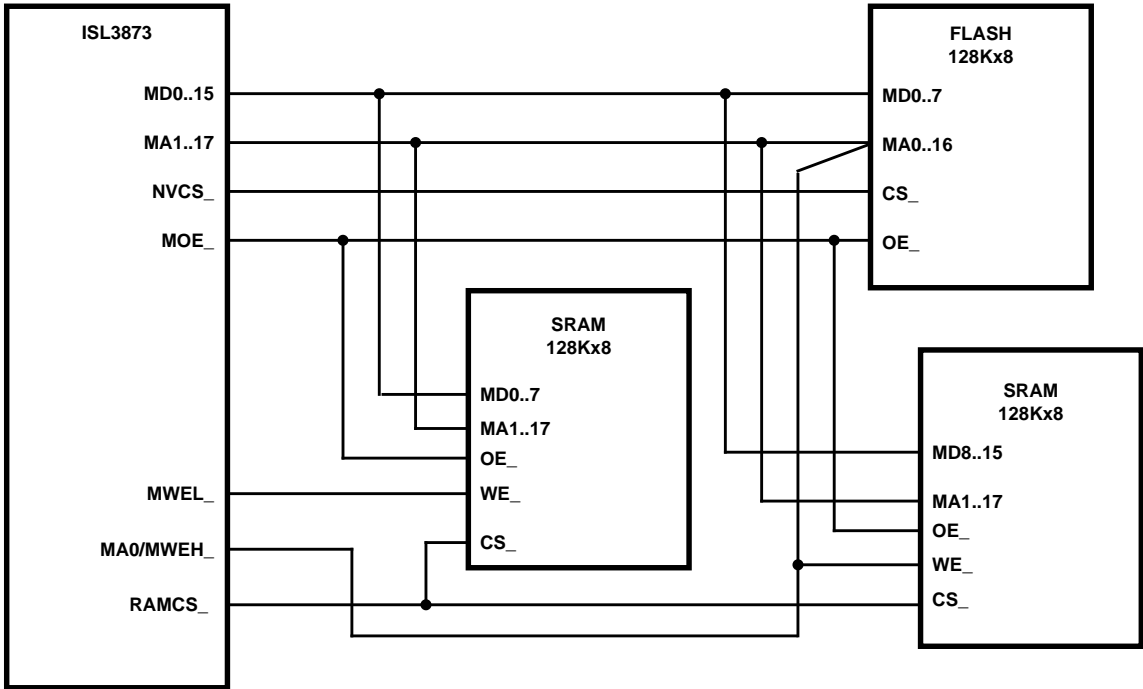 ISL3873
MD0..15
MA1..17
NVCS_
MOE_
MWEL_
MA0/MWEH_
RAMCS_
SRAM
128Kx8
MD0..7
MA1..17
OE_
WE_
CS_
FLASH
128Kx8
MD0..7
MA0..16
CS_
OE_
SRAM
128Kx8
MD8..15
MA1..17
OE_
WE_
CS_